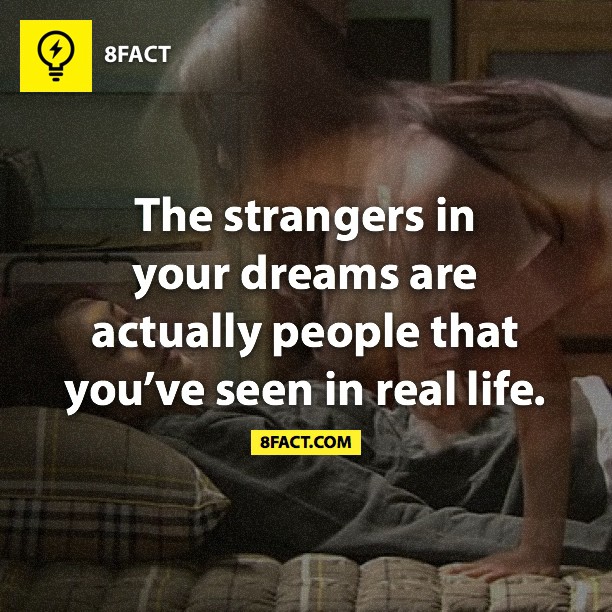 8FACT
The strangers in
your dreams are
actually people that
you’ve seen in real life.
8FACT.COM